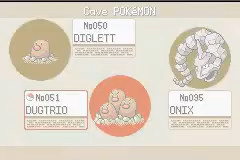 Cave POKéMON
No050
DIGLETT
No051
DUGTRIO
No095
ONIX